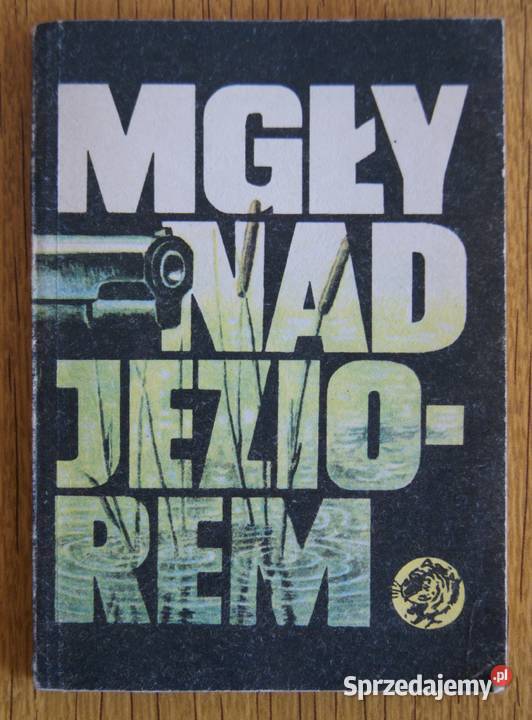 MGŁY
NAD
JEZIO-
REM
Sprzedajemy.pl